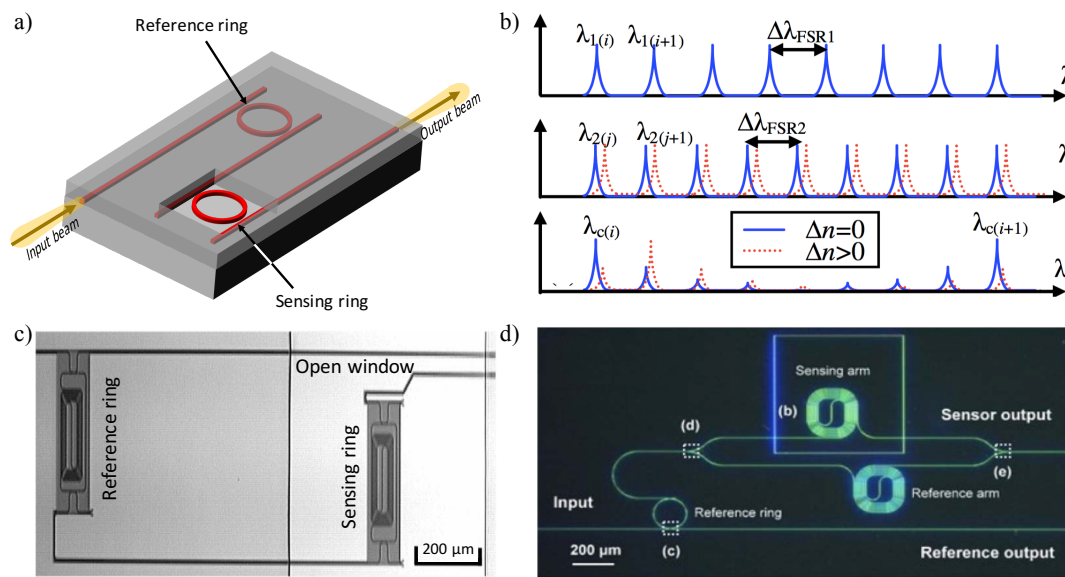 a)
Reference ring
Input beam
Output beam
Sensing ring
b)
λ1(i) λ1(i+1) ΔλFSR1
λ
λ2(j) λ2(j+1) ΔλFSR2
λ
λc(i) Δn=0 λc(i+1)
Δn>0
λ
c)
Open window
Reference ring
Sensing ring
200 µm
d)
Sensing arm
(b)
Sensor output
(d)
(e)
Reference arm
Input
Reference ring
200 µm
(c)
Reference output